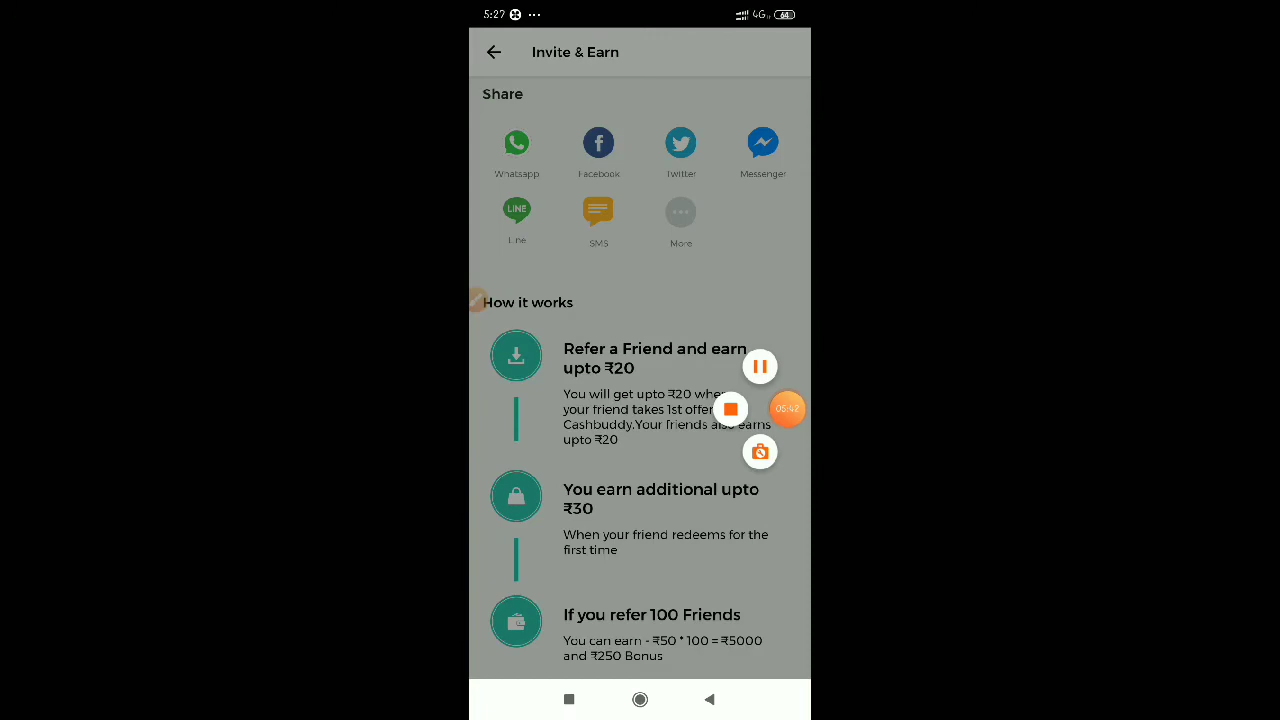 5:27
4G
64
Invite & Earn
Share
Whatsapp
Facebook
Twitter
Messenger
LINE
Line
SMS
More
How it works
Refer a Friend and earn
upto ₹20
You will get upto ₹20 when
your friend takes 1st offer
Cashbuddy.Your friends also earns
upto ₹20
05:42
You earn additional upto
₹30
When your friend redeems for the
first time
If you refer 100 Friends
You can earn - ₹50 * 100 = ₹5000
and ₹250 Bonus